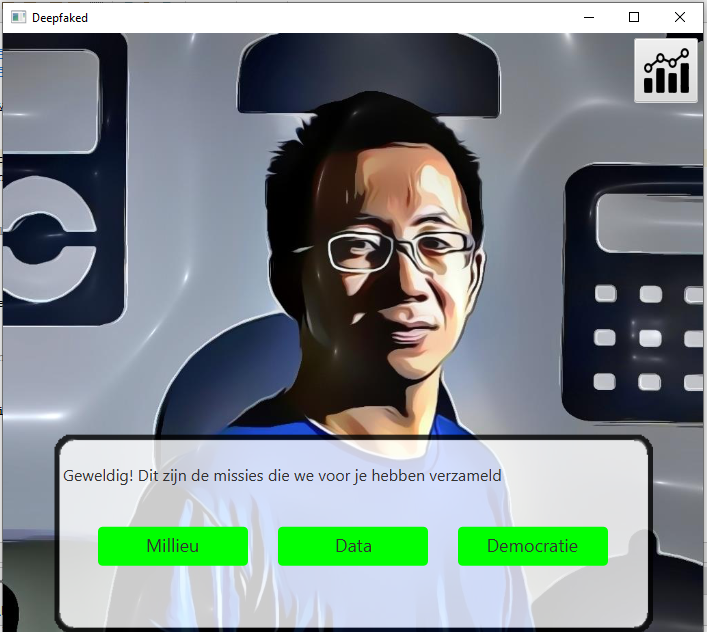 Deepfaked
Geweldig! Dit zijn de missies die we voor je hebben verzameld
Millieu
Data
Democratie